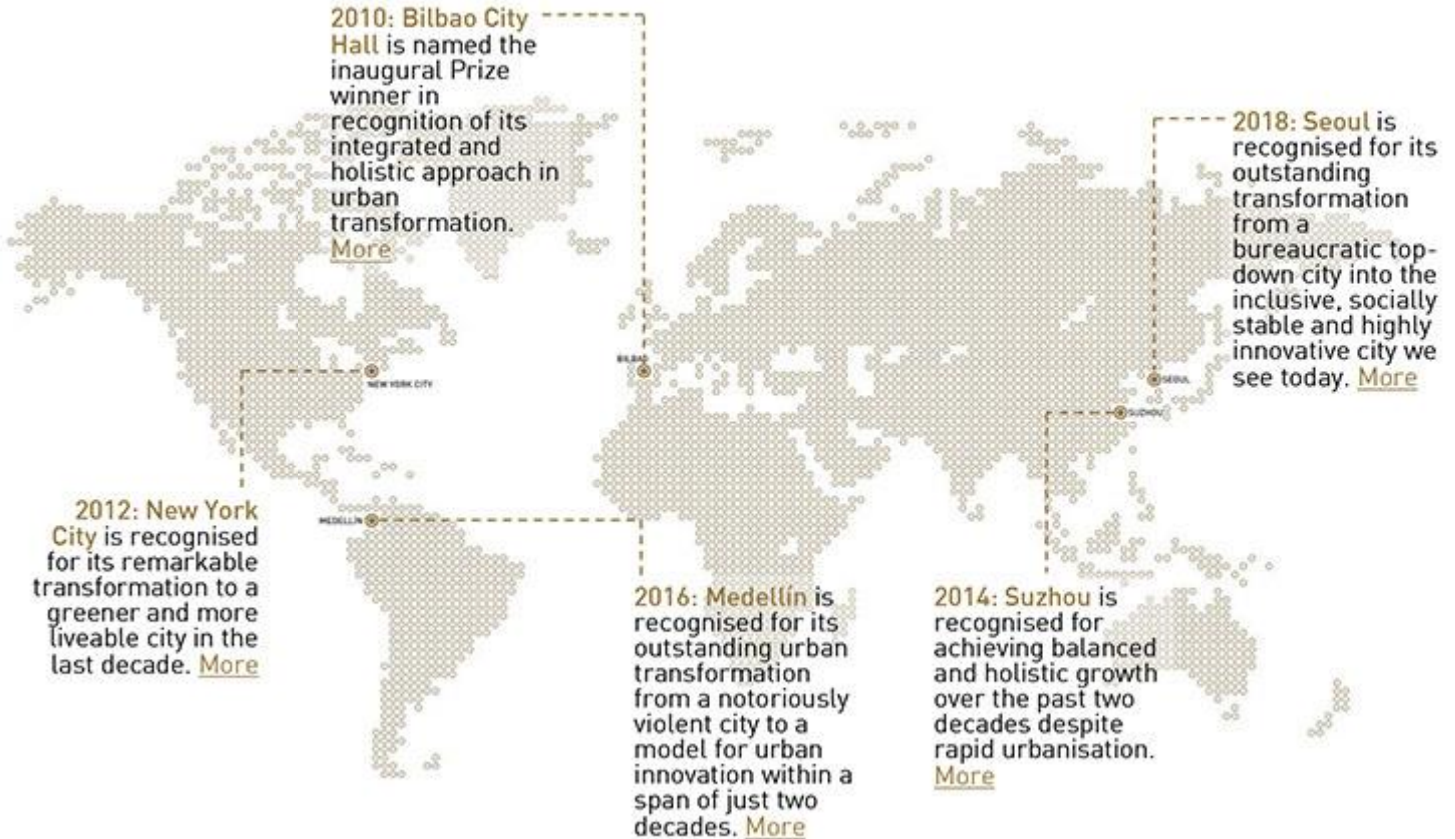 2010: Bilbao City
Hall is named the
inaugural Prize
winner in
recognition of its
integrated and
holistic approach in
urban
transformation.
More
2018: Seoul is
recognised for its
outstanding
transformation
from a
bureaucratic top-
down city into the
inclusive, socially
stable and highly
innovative city we
see today. More
BILBAO
NEW YORK CITY
SEOUL
SUZHOU
MEDELLÍN
2012: New York
City is recognised
for its remarkable
transformation to a
greener and more
liveable city in the
last decade. More
2016: Medellín is
recognised for its
outstanding urban
transformation
from a notoriously
violent city to a
model for urban
innovation within a
span of just two
decades. More
2014: Suzhou is
recognised for
achieving balanced
and holistic growth
over the past two
decades despite
rapid urbanisation.
More